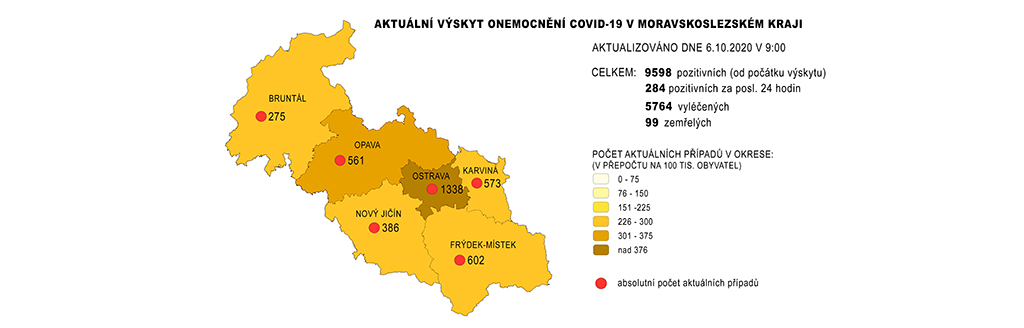 AKTUÁLNÍ VÝSKYT ONEMOCNĚNÍ COVID-19 V MORAVSKOSLEZSKÉM KRAJI
AKTUALIZOVÁNO DNE 6.10.2020 V 9:00
CELKEM: 9598 pozitivních (od počátku výskytu)
284 pozitivních za posl. 24 hodin
5764 vyléčených
99 zemřelých
BRUNTÁL
275
OPAVA
561
OSTRAVA
1338
KARVINÁ
573
NOVÝ JIČÍN
386
FRÝDEK-MÍSTEK
602
POČET AKTUÁLNÍCH PŘÍPADŮ V OKRESE:
(V PŘEPOČTU NA 100 TIS. OBYVATEL)
0 - 75
76 - 150
151 -225
226 - 300
301 - 375
nad 376
absolutní počet aktuálních případů